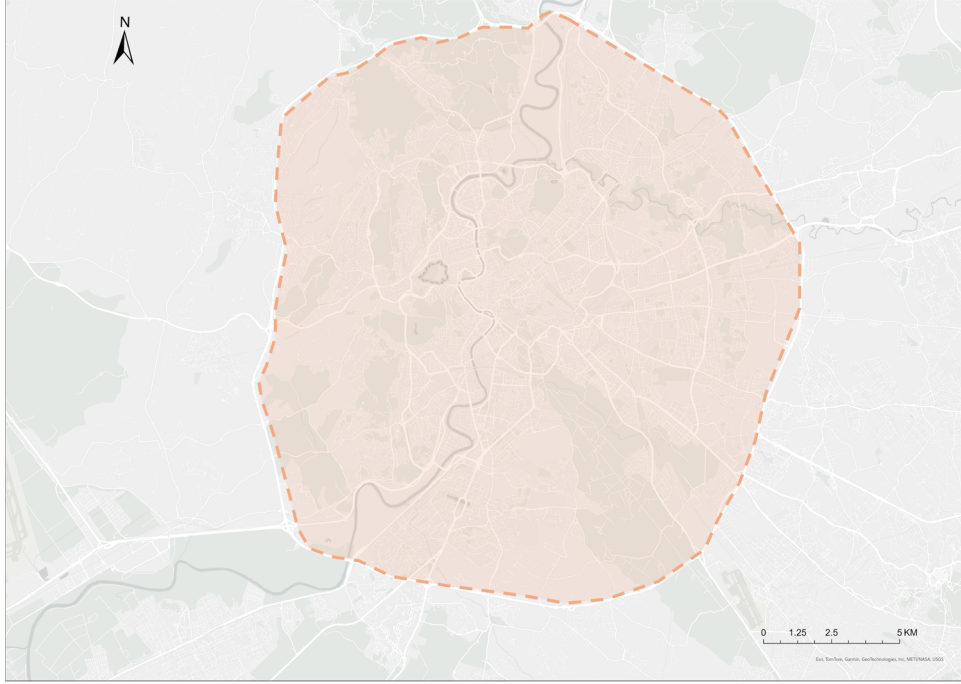 N
0 1.25 2.5 5 KM
Esri, TomTom, Garmin, GeoTechnologies, Inc, METI/NASA, USGS